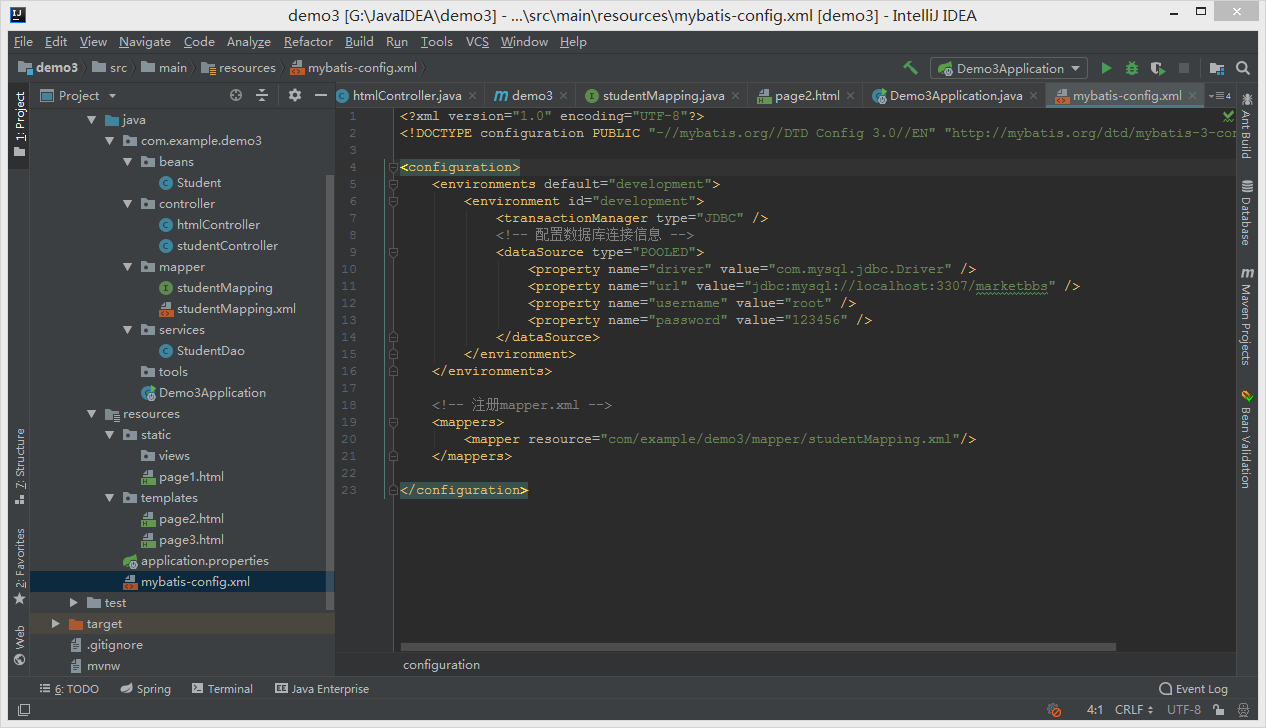 demo3 [G:\JavaIDEA\demo3] - ...\src\main\resources\mybatis-config.xml [demo3] - IntelliJ IDEA
File Edit View Navigate Code Analyze Refactor Build Run Tools VCS Window Help
demo3 src main resources mybatis-config.xml Demo3Application
Project htmlController.java demo3 studentMapping.java page2.html Demo3Application.java mybatis-config.xml 4
1: Project
7: Structure
2: Favorites
Web
java
com.example.demo3
beans
Student
controller
htmlController
studentController
mapper
studentMapping
studentMapping.xml
services
StudentDao
tools
Demo3Application
resources
static
views
page1.html
templates
page2.html
page3.html
application.properties
mybatis-config.xml
test
target
.gitignore
mvnw
1 <?xml version="1.0" encoding="UTF-8"?>
2 <!DOCTYPE configuration PUBLIC "-//mybatis.org//DTD Config 3.0//EN" "http://mybatis.org/dtd/mybatis-3-con
3
4 <configuration>
5 <environments default="development">
6 <environment id="development">
7 <transactionManager type="JDBC" />
8 <!-- 配置数据库连接信息 -->
9 <dataSource type="POOLED">
10 <property name="driver" value="com.mysql.jdbc.Driver" />
11 <property name="url" value="jdbc:mysql://localhost:3307/marketbbs" />
12 <property name="username" value="root" />
13 <property name="password" value="123456" />
14 </dataSource>
15 </environment>
16 </environments>
17
18 <!-- 注册mapper.xml -->
19 <mappers>
20 <mapper resource="com/example/demo3/mapper/studentMapping.xml"/>
21 </mappers>
22
23 </configuration>
Ant Build
Database
Maven Projects
Bean Validation
configuration
6: TODO Spring Terminal Java Enterprise Event Log
4:1 CRLF UTF-8